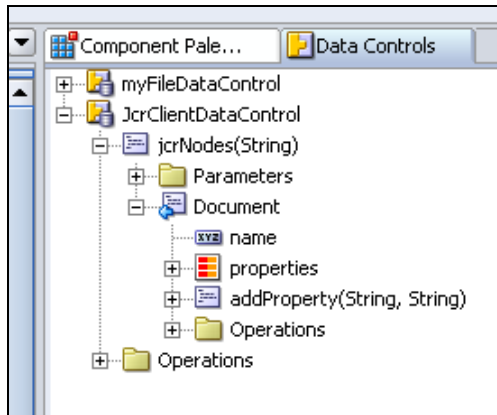 Component Pale... Data Controls
myFileDataControl
JcrClientDataControl
jcrNodes(String)
Parameters
Document
xyz name
properties
addProperty(String, String)
Operations
Operations